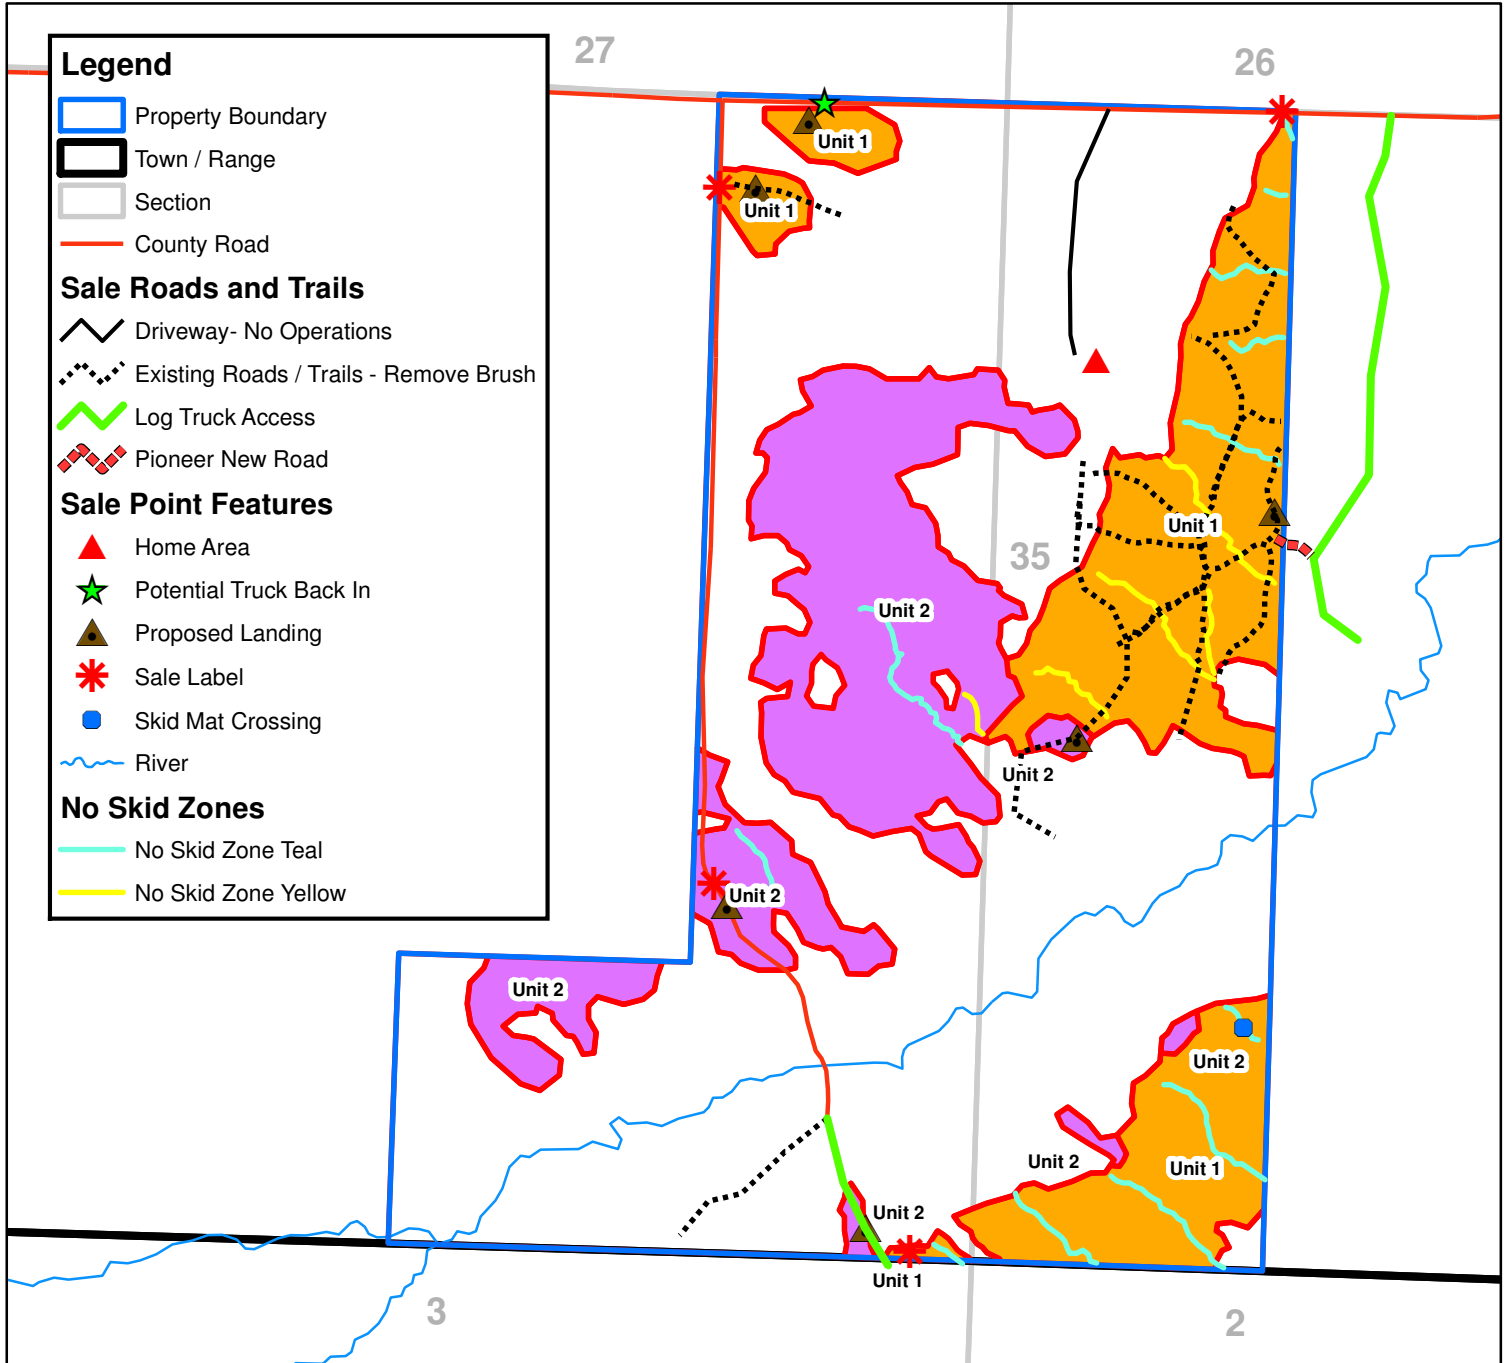 27
26
Legend
Property Boundary
Town / Range
Section
County Road
Sale Roads and Trails
Driveway- No Operations
Existing Roads / Trails - Remove Brush
Log Truck Access
Pioneer New Road
Sale Point Features
Home Area
Potential Truck Back In
Proposed Landing
Sale Label
Skid Mat Crossing
River
No Skid Zones
No Skid Zone Teal
No Skid Zone Yellow
Unit 1
Unit 1
Unit 1
35
Unit 2
Unit 2
Unit 2
Unit 2
Unit 2
Unit 2
Unit 1
Unit 2
Unit 1
3
2